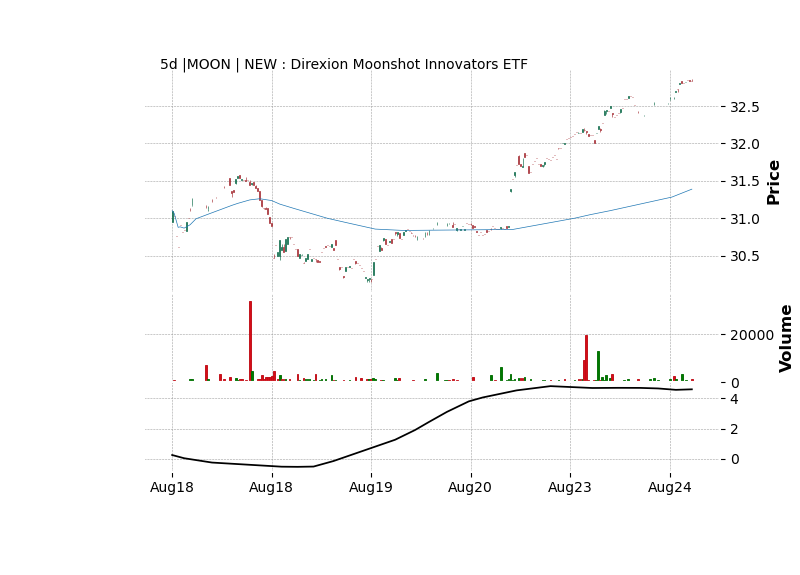 5d |MOON | NEW : Direxion Moonshot Innovators ETF
32.5
32.0
31.5
31.0
30.5
Price
20000
0
Volume
4
2
0
Aug18 Aug18 Aug19 Aug20 Aug23 Aug24